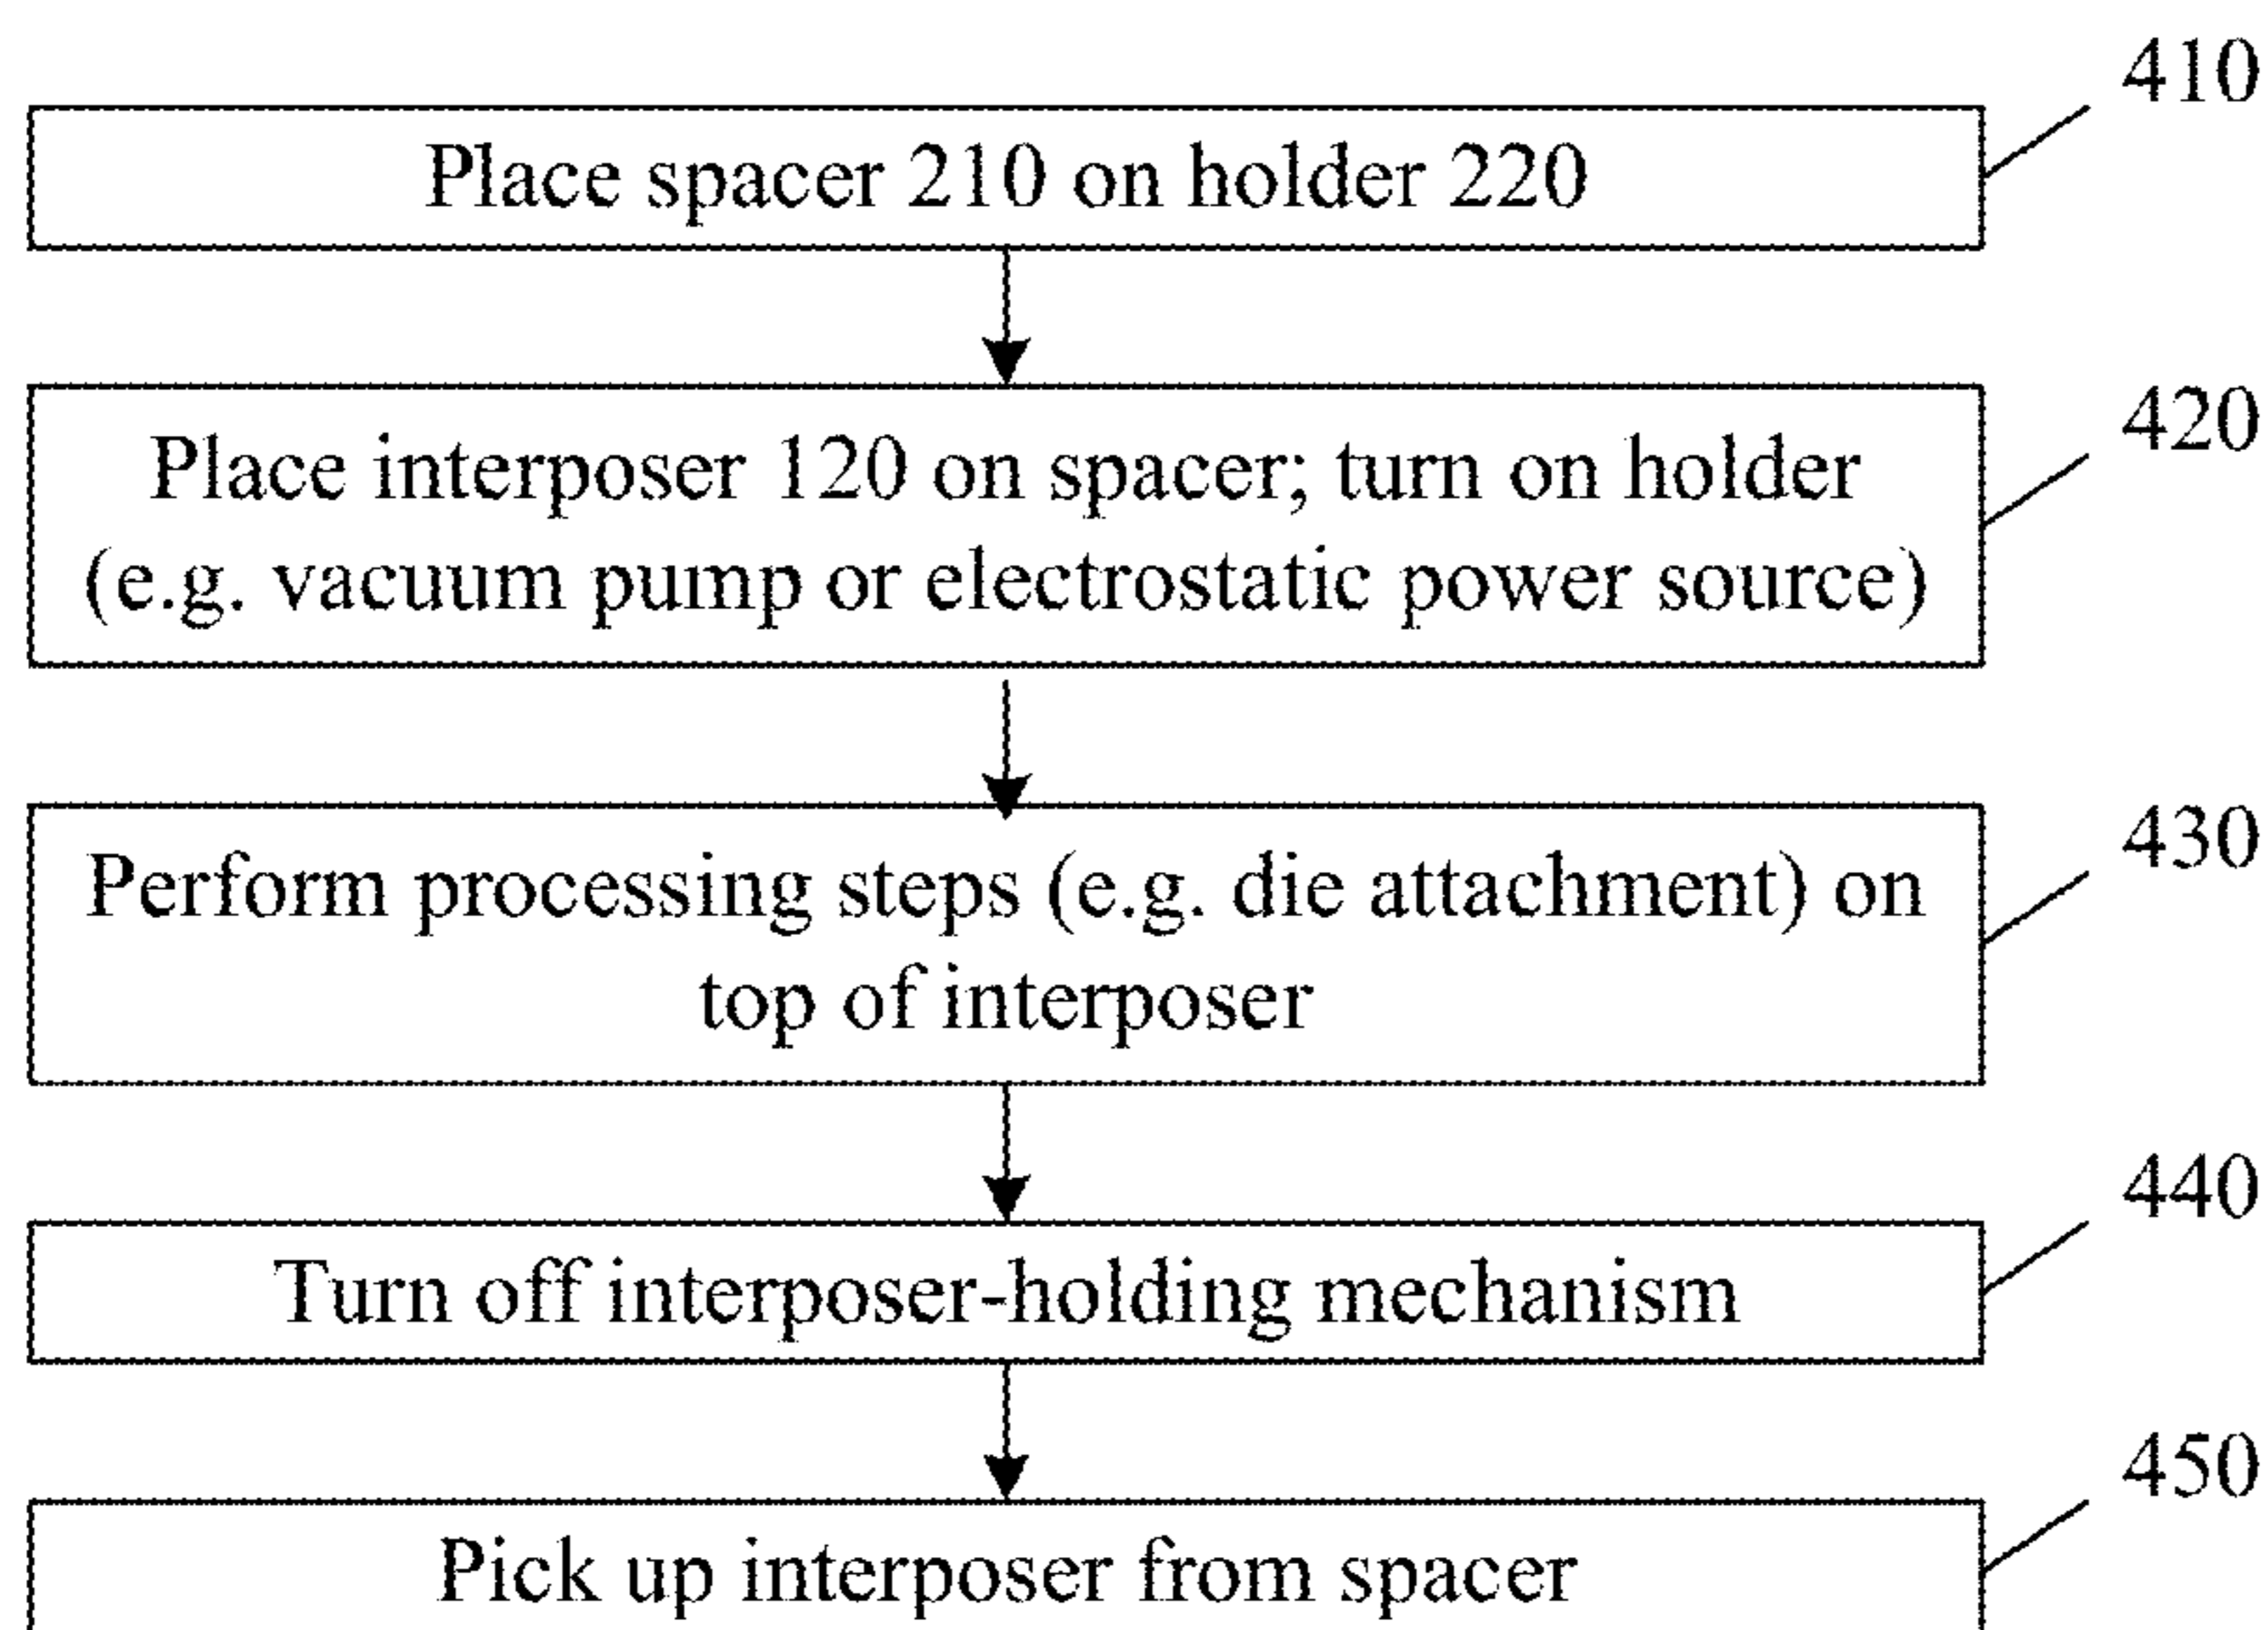 410
Place spacer 210 on holder 220
420
Place interposer 120 on spacer; turn on holder
(e.g. vacuum pump or electrostatic power source)
430
Perform processing steps (e.g. die attachment) on
top of interposer
440
Turn off interposer-holding mechanism
450
Pick up interposer from spacer